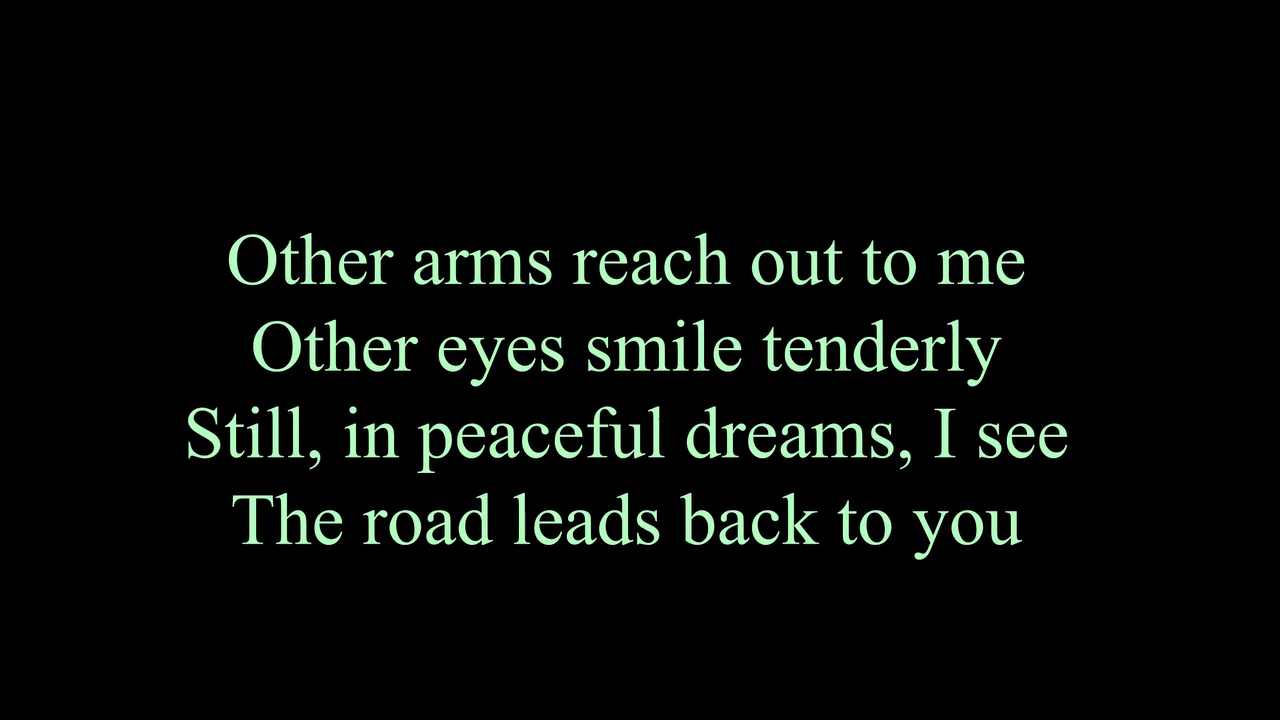 Other arms reach out to me
Other eyes smile tenderly
Still, in peaceful dreams, I see
The road leads back to you